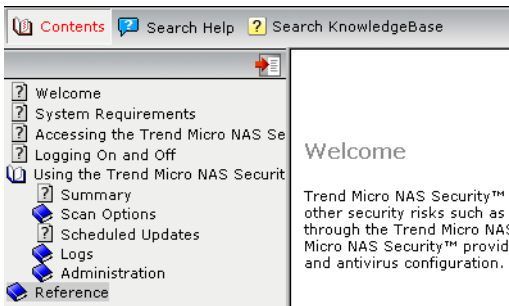 Contents Search Help Search KnowledgeBase
Welcome
System Requirements
Accessing the Trend Micro NAS Se
Logging On and Off
Using the Trend Micro NAS Securit
Summary
Scan Options
Scheduled Updates
Logs
Administration
Reference
Welcome
Trend Micro NAS Security™
other security risks such as
through the Trend Micro NAS
Micro NAS Security™ provid
and antivirus configuration.